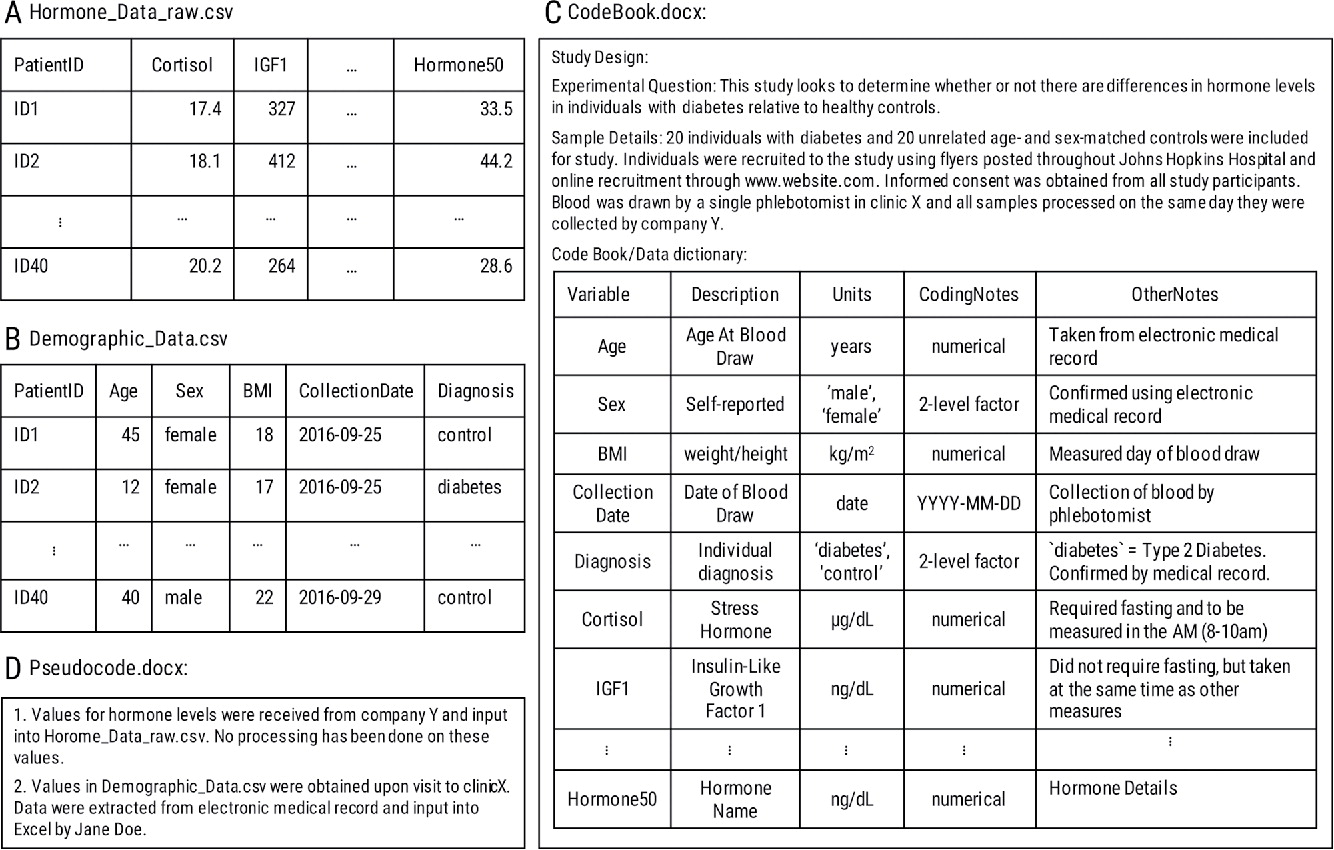 A Hormone_Data_raw.csv
PatientID Cortisol IGF1 ... Hormone50
ID1 17.4 327 ... 33.5
ID2 18.1 412 ... 44.2
⋮ ... ... ... ...
ID40 20.2 264 ... 28.6
B Demographic_Data.csv
PatientID Age Sex BMI CollectionDate Diagnosis
ID1 45 female 18 2016-09-25 control
ID2 12 female 17 2016-09-25 diabetes
⋮ ... ... ... ... ...
ID40 40 male 22 2016-09-29 control
D Pseudocode.docx:
1. Values for hormone levels were received from company Y and input
into Horome_Data_raw.csv. No processing has been done on these
values.
2. Values in Demographic_Data.csv were obtained upon visit to clinicX.
Data were extracted from electronic medical record and input into
Excel by Jane Doe.
C CodeBook.docx:
Study Design:
Experimental Question: This study looks to determine whether or not there are differences in hormone levels
in individuals with diabetes relative to healthy controls.
Sample Details: 20 individuals with diabetes and 20 unrelated age- and sex-matched controls were included
for study. Individuals were recruited to the study using flyers posted throughout Johns Hopkins Hospital and
online recruitment through www.website.com. Informed consent was obtained from all study participants.
Blood was drawn by a single phlebotomist in clinic X and all samples processed on the same day they were
collected by company Y.
Code Book/Data dictionary:
Variable Description Units CodingNotes OtherNotes
Age Age At Blood Draw years numerical Taken from electronic medical record
Sex Self-reported 'male', 'female' 2-level factor Confirmed using electronic medical record
BMI weight/height kg/m² numerical Measured day of blood draw
Collection Date Date of Blood Draw date YYYY-MM-DD Collection of blood by phlebotomist
Diagnosis Individual diagnosis 'diabetes', 'control' 2-level factor `diabetes` = Type 2 Diabetes. Confirmed by medical record.
Cortisol Stress Hormone µg/dL numerical Required fasting and to be measured in the AM (8-10am)
IGF1 Insulin-Like Growth Factor 1 ng/dL numerical Did not require fasting, but taken at the same time as other measures
⋮ ⋮ ⋮ ⋮ ⋮
Hormone50 Hormone Name ng/dL numerical Hormone Details